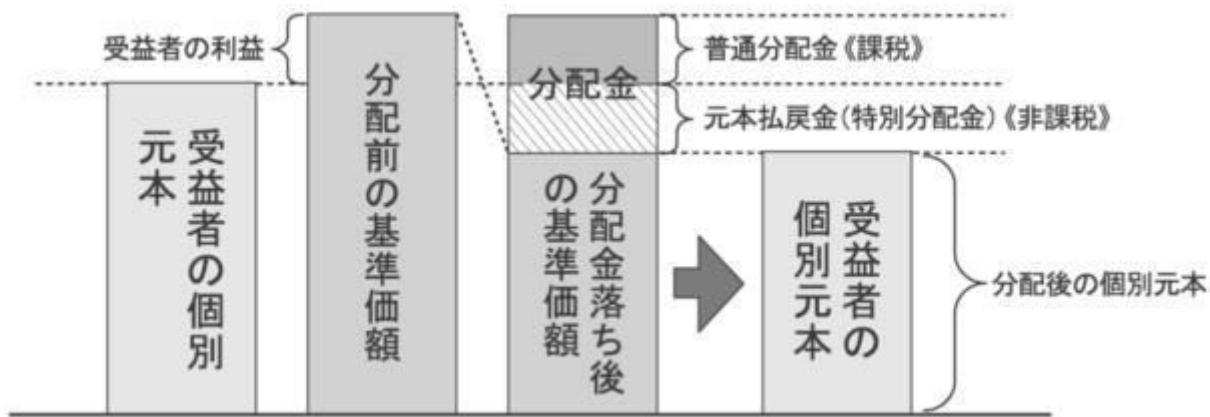 受益者の利益
受益者の個別
元本
分配前の基準価額
分配金
分配金落ち後
の基準価額
普通分配金《課税》
元本払戻金(特別分配金)《非課税》
受益者の
個別元本
分配後の個別元本